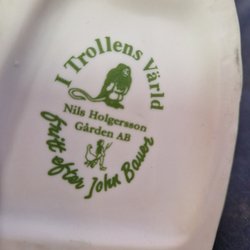 I Trollens Värld
Nils Holgersson
Gården AB
fritt efter John Bauer